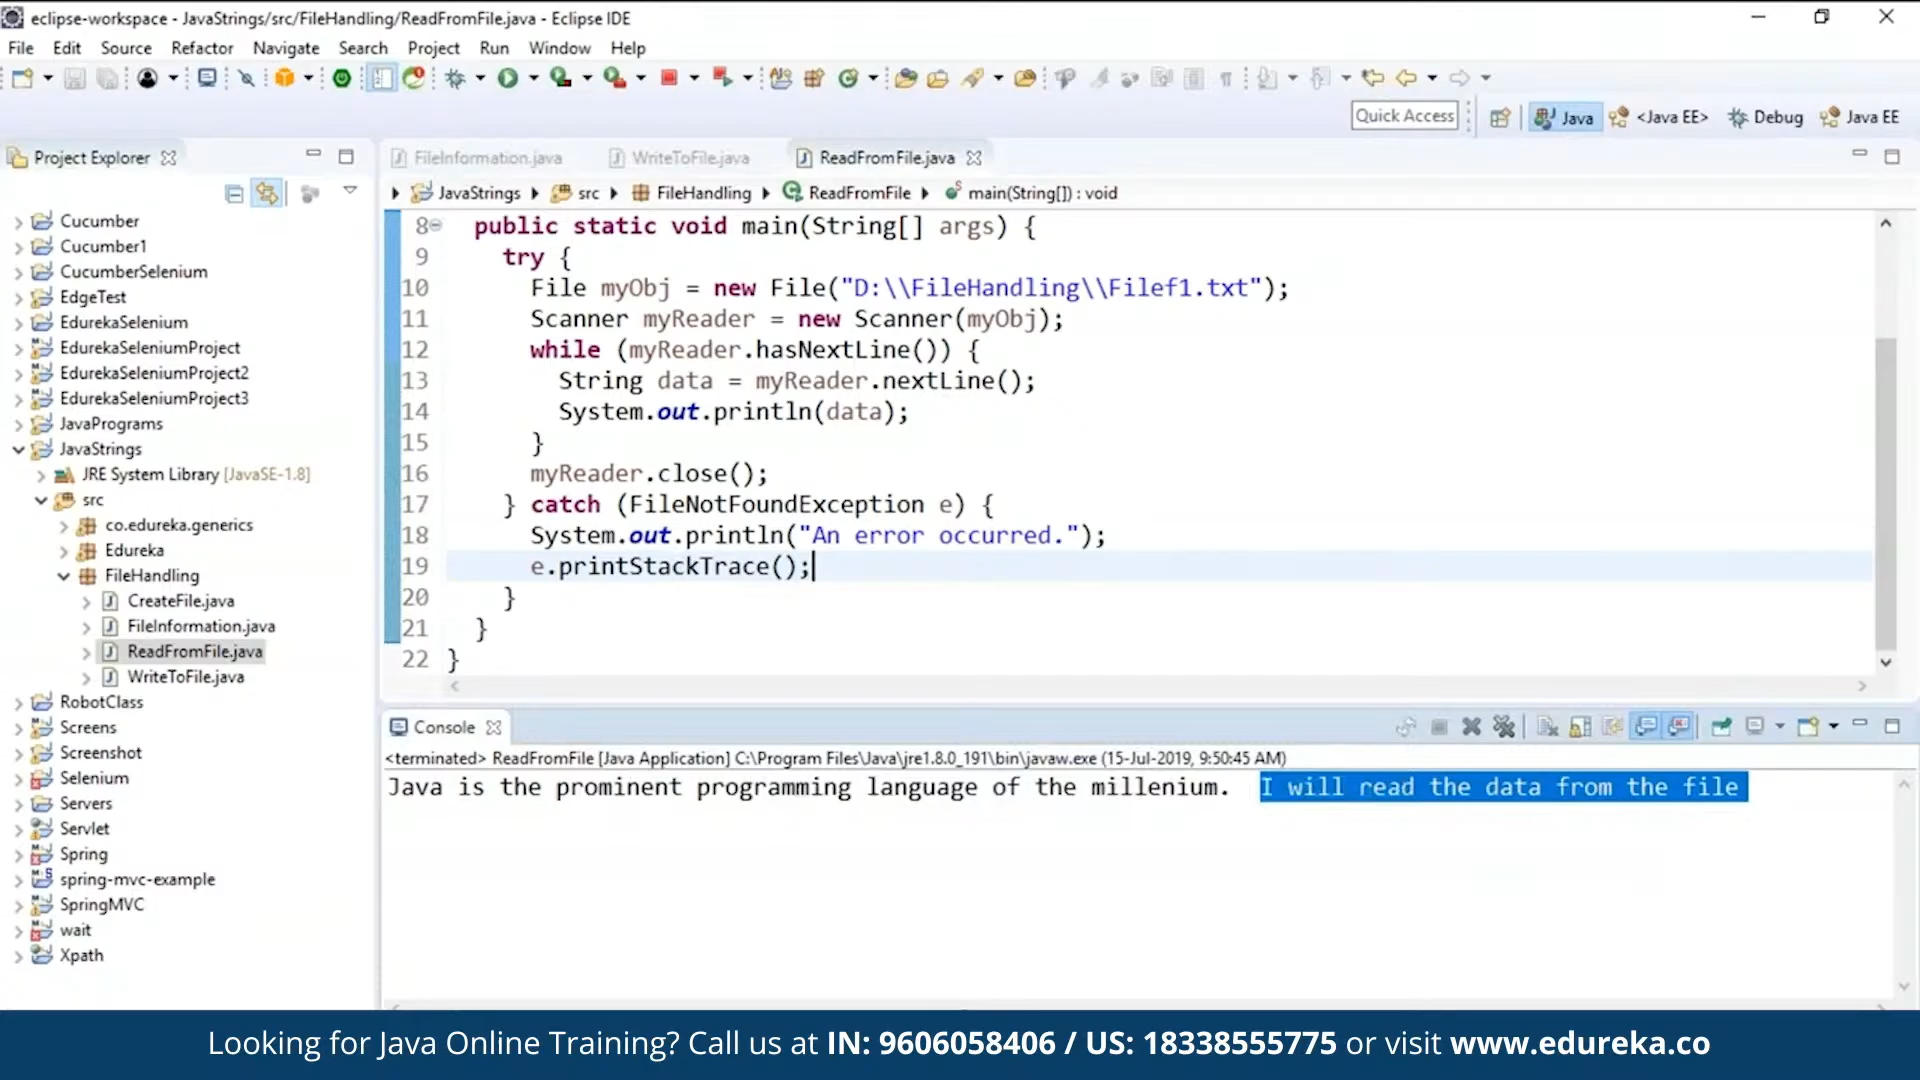 eclipse-workspace - JavaStrings/src/FileHandling/ReadFromFile.java - Eclipse IDE
File Edit Source Refactor Navigate Search Project Run Window Help
Quick Access Java <Java EE> Debug Java EE
Project Explorer
Cucumber
Cucumber1
CucumberSelenium
EdgeTest
EdurekaSelenium
EdurekaSeleniumProject
EdurekaSeleniumProject2
EdurekaSeleniumProject3
JavaPrograms
JavaStrings
JRE System Library [JavaSE-1.8]
src
co.edureka.generics
Edureka
FileHandling
CreateFile.java
FileInformation.java
ReadFromFile.java
WriteToFile.java
RobotClass
Screens
Screenshot
Selenium
Servers
Servlet
Spring
spring-mvc-example
SpringMVC
wait
Xpath
FileInformation.java WriteToFile.java ReadFromFile.java
JavaStrings src FileHandling ReadFromFile main(String[]) : void
8 public static void main(String[] args) {
9 try {
10 File myObj = new File("D:\\FileHandling\\Filef1.txt");
11 Scanner myReader = new Scanner(myObj);
12 while (myReader.hasNextLine()) {
13 String data = myReader.nextLine();
14 System.out.println(data);
15 }
16 myReader.close();
17 } catch (FileNotFoundException e) {
18 System.out.println("An error occurred.");
19 e.printStackTrace();
20 }
21 }
22 }
Console
<terminated> ReadFromFile [Java Application] C:\Program Files\Java\jre1.8.0_191\bin\javaw.exe (15-Jul-2019, 9:50:45 AM)
Java is the prominent programming language of the millenium. I will read the data from the file
Looking for Java Online Training? Call us at IN: 9606058406 / US: 18338555775 or visit www.edureka.co